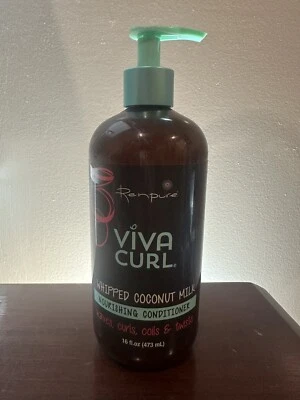 Renpure
ViVA
CURL®
WHIPPED COCONUT MILK
NOURISHING CONDITIONER
waves, curls, coils & twists
16 fl.oz (473 mL)